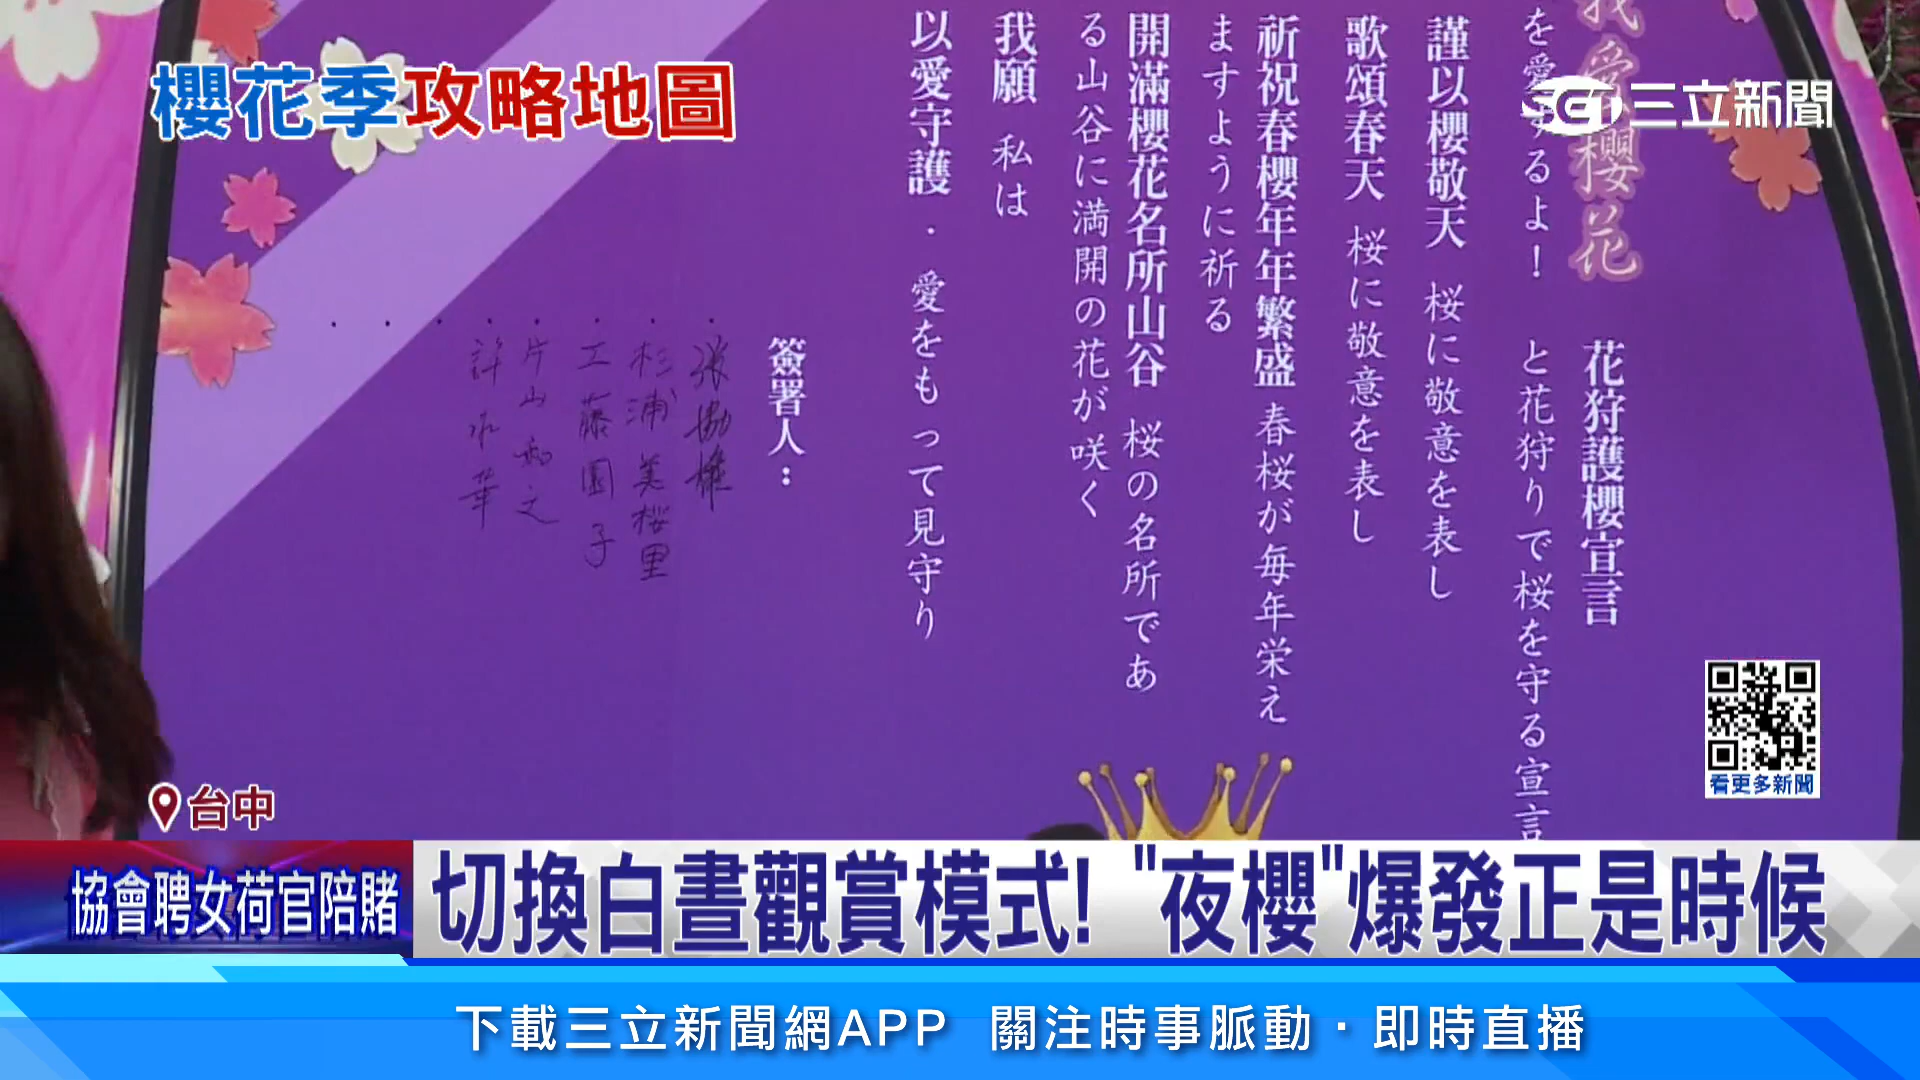 櫻花季攻略地圖
SET三立新聞
我愛櫻花
花狩護櫻宣言
を愛するよ！ と花狩りで桜を守る宣言
謹以櫻敬天 桜に敬意を表し
歌頌春天 桜に敬意を表し
祈祝春櫻年年繁盛 春桜が毎年栄え
ますように祈る
開滿櫻花名所山谷 桜の名所であ
る山谷に満開の花が咲く
我願 私は
以愛守護．愛をもって見守り
簽署人：
張協雄
杉浦美桜里
工藤園子
片山和之
許永華
看更多新聞
台中
協會聘女荷官陪賭
切換白晝觀賞模式! "夜櫻"爆發正是時候
下載三立新聞網APP 關注時事脈動・即時直播